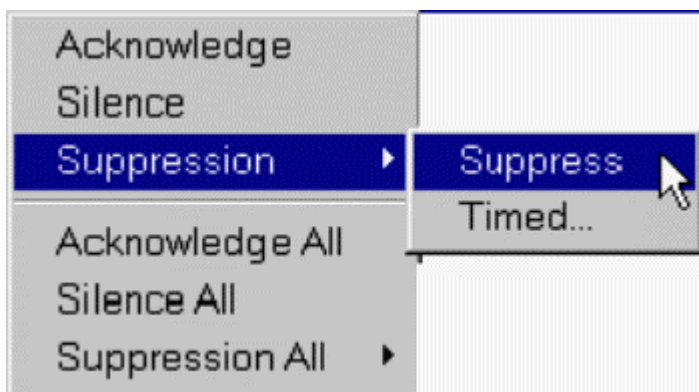 Acknowledge
Silence
Suppression
Suppress
Timed...
Acknowledge All
Silence All
Suppression All